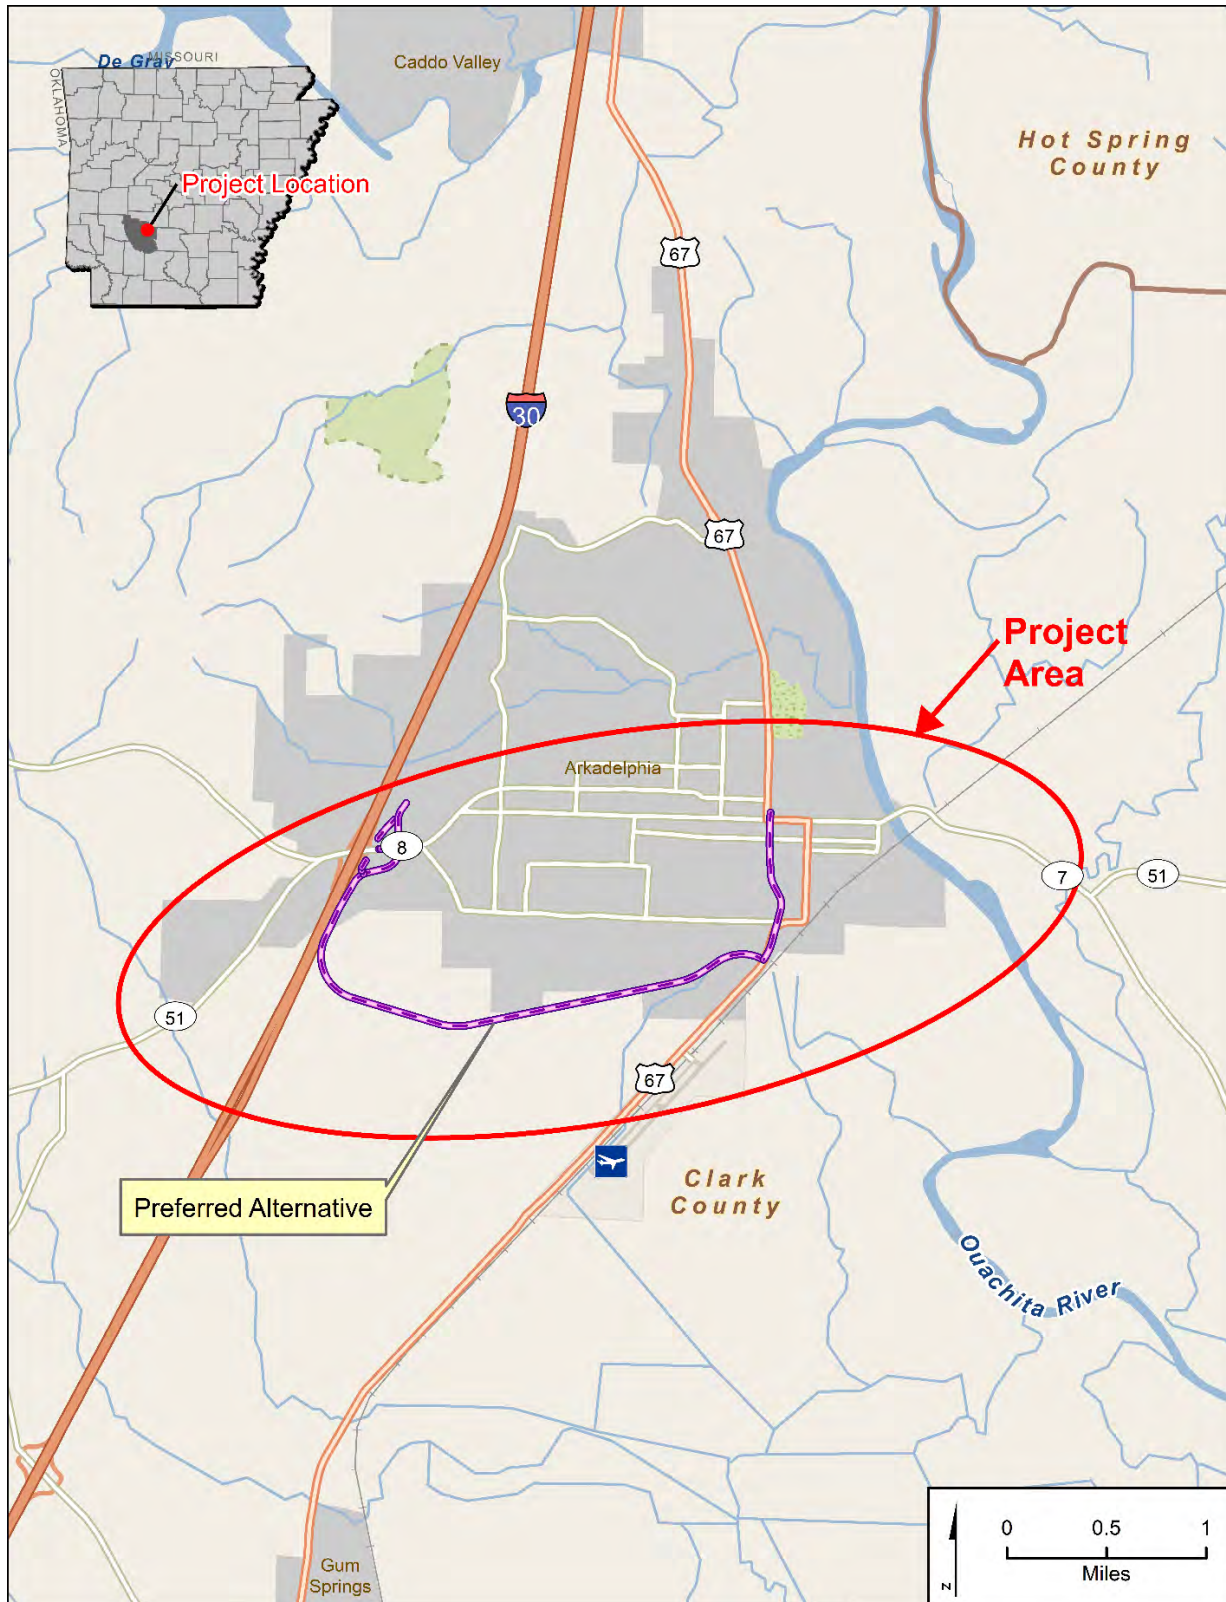 Caddo Valley
De Gray
MISSOURI
OKLAHOMA
Hot Spring
County
Project Location
67
30
67
Project
Area
Arkadelphia
8
7
51
51
67
Preferred Alternative
Clark
County
Ouachita River
0 0.5 1
Miles
N
Gum
Springs